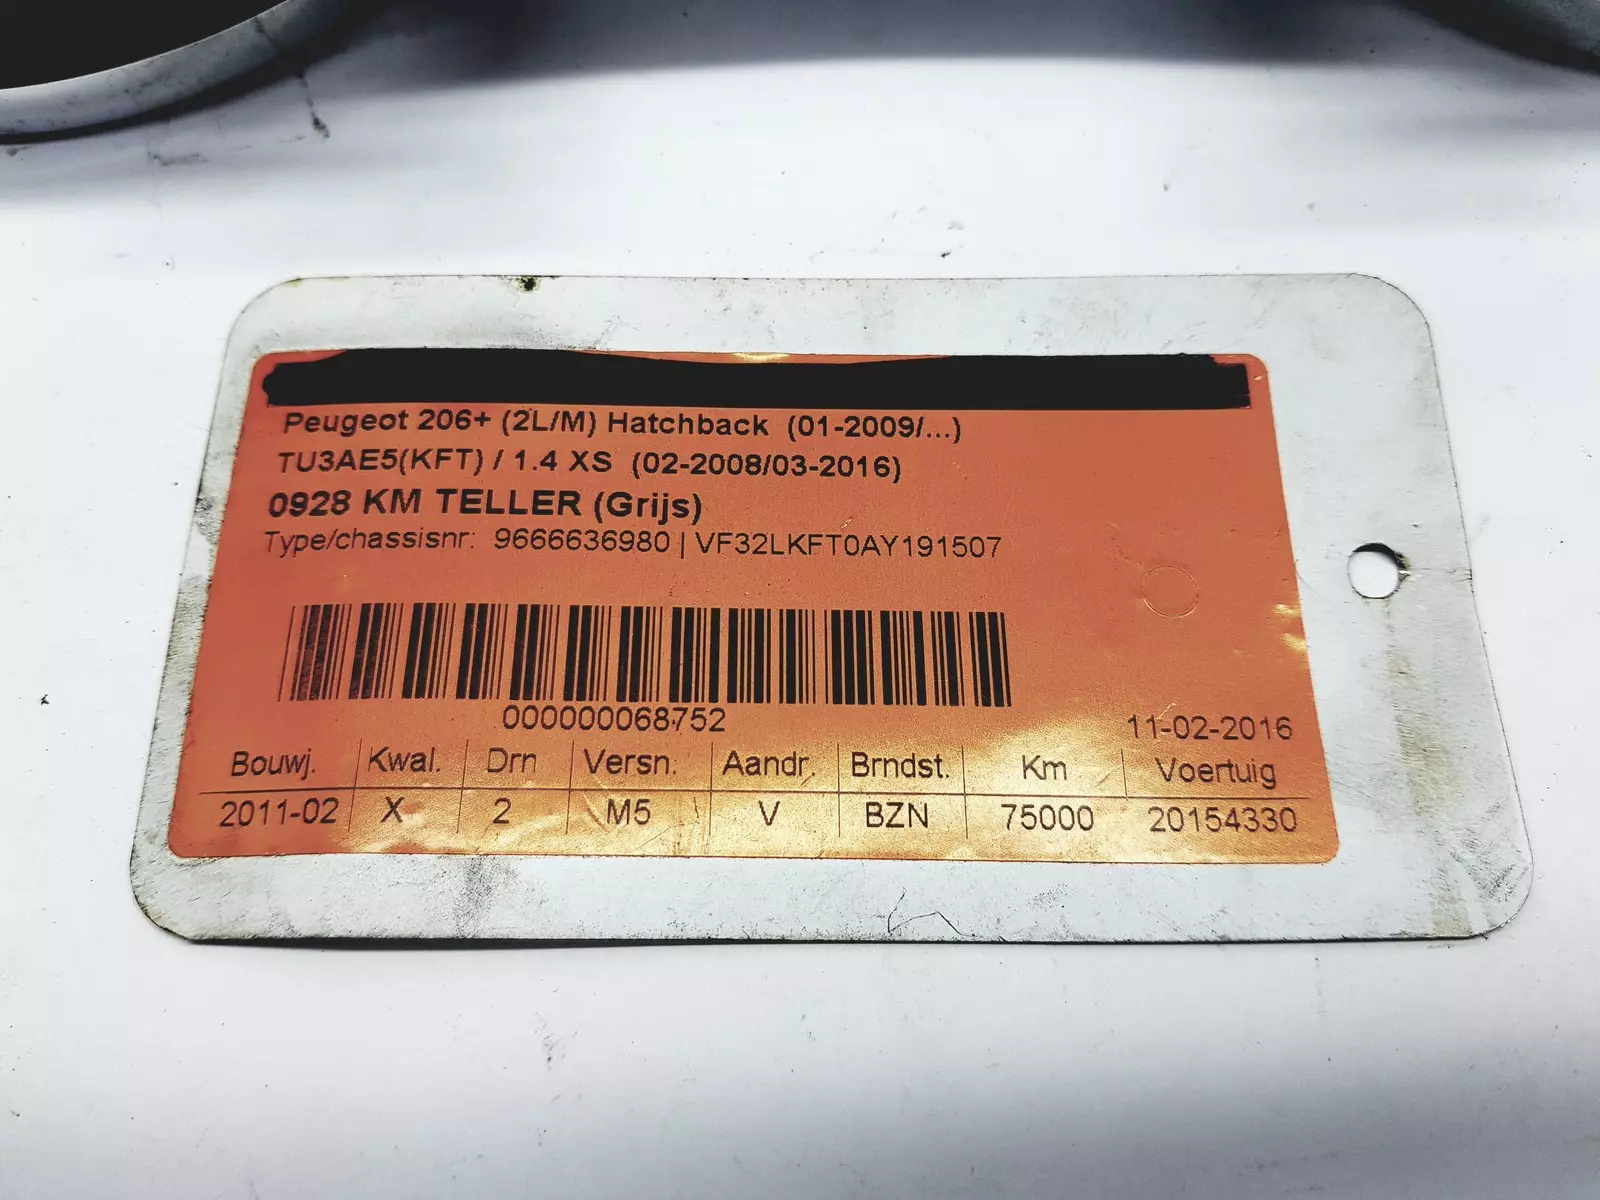 Peugeot 206+ (2L/M) Hatchback (01-2009/...)
TU3AE5(KFT) / 1.4 XS (02-2008/03-2016)
0928 KM TELLER (Grijs)
Type/chassisnr: 9666636980 | VF32LKFT0AY191507
000000068752
11-02-2016
Bouwj. Kwal. Drn Versn. Aandr. Brndst. Km Voertuig
2011-02 X 2 M5 V BZN 75000 20154330